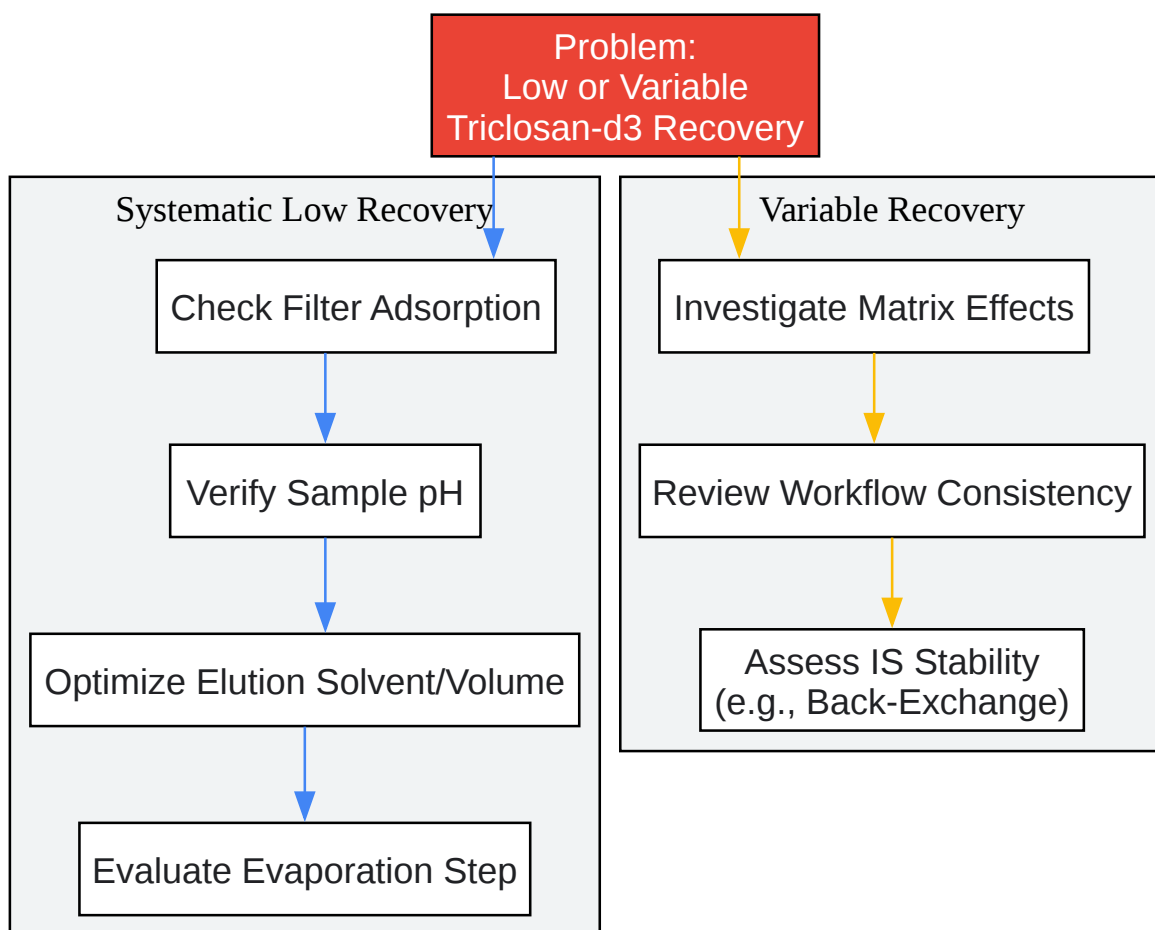 Problem:
Low or Variable
Triclosan-d3 Recovery
Systematic Low Recovery
Check Filter Adsorption
Verify Sample pH
Optimize Elution Solvent/Volume
Evaluate Evaporation Step
Variable Recovery
Investigate Matrix Effects
Review Workflow Consistency
Assess IS Stability
(e.g., Back-Exchange)